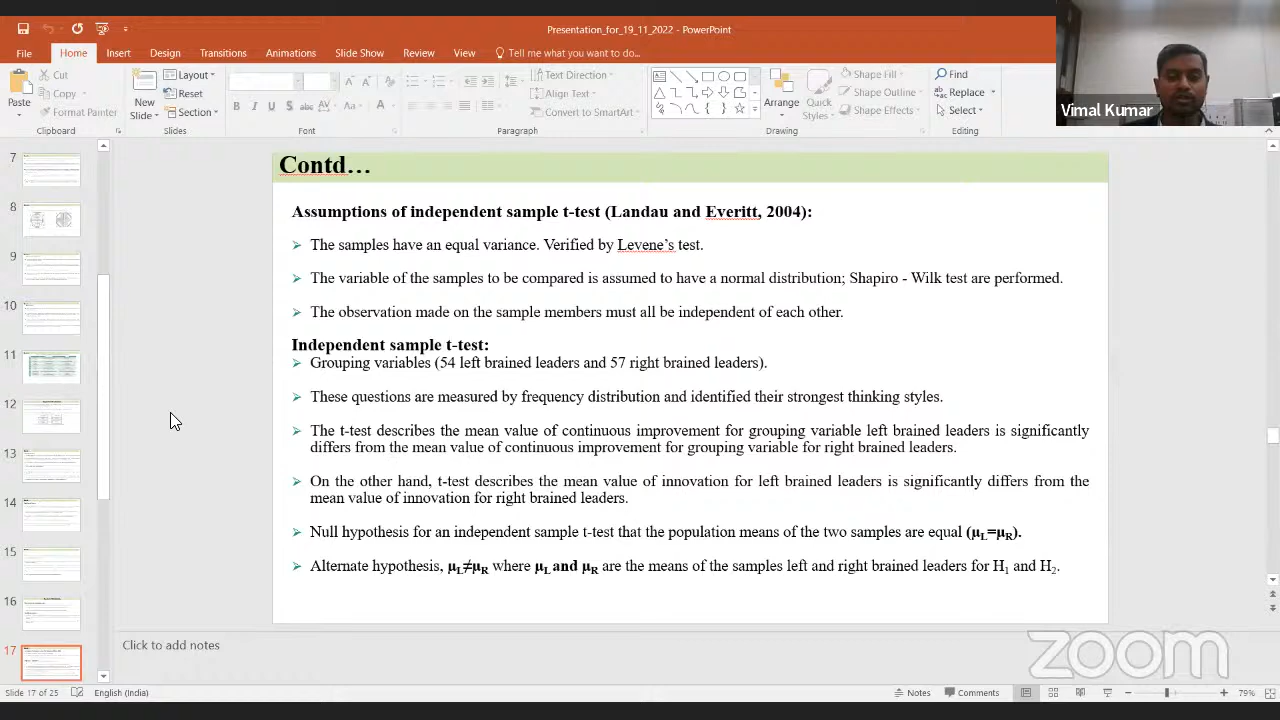 Presentation_for_19_11_2022 - PowerPoint
File Home Insert Design Transitions Animations Slide Show Review View Tell me what you want to do...
Vimal Kumar
Paste
Cut
Copy
Format Painter
Clipboard
New
Slide
Layout
Reset
Section
Slides
Font
Text Direction
Align Text
Convert to SmartArt
Paragraph
Arrange
Quick
Styles
Shape Fill
Shape Outline
Shape Effects
Drawing
Find
Replace
Select
Editing
7
8
9
10
11
12
13
14
15
16
17
Contd…
Assumptions of independent sample t-test (Landau and Everitt, 2004):
The samples have an equal variance. Verified by Levene’s test.
The variable of the samples to be compared is assumed to have a normal distribution; Shapiro - Wilk test are performed.
The observation made on the sample members must all be independent of each other.
Independent sample t-test:
Grouping variables (54 left brained leaders and 57 right brained leaders).
These questions are measured by frequency distribution and identified their strongest thinking styles.
The t-test describes the mean value of continuous improvement for grouping variable left brained leaders is significantly
differs from the mean value of continuous improvement for grouping variable for right brained leaders.
On the other hand, t-test describes the mean value of innovation for left brained leaders is significantly differs from the
mean value of innovation for right brained leaders.
Null hypothesis for an independent sample t-test that the population means of the two samples are equal (μL=μR).
Alternate hypothesis, μL≠μR where μL and μR are the means of the samples left and right brained leaders for H1 and H2.
Click to add notes
zoom
Slide 17 of 25 English (India) Notes Comments 79%